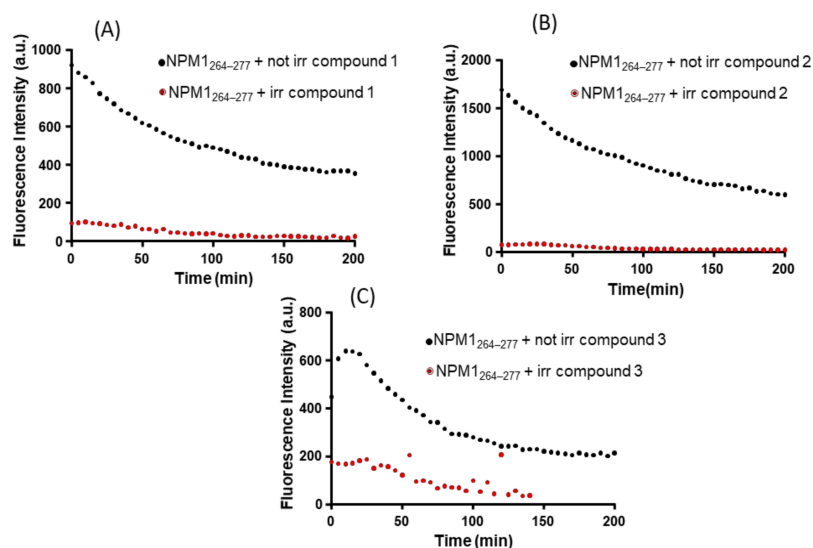 (A)
Fluorescence Intensity (a.u.)
1000
800
600
400
200
0
NPM1264–277 + not irr compound 1
NPM1264–277 + irr compound 1
0 50 100 150 200
Time (min)
(B)
Fluorescence Intensity (a.u.)
2000
1500
1000
500
0
NPM1264–277 + not irr compound 2
NPM1264–277 + irr compound 2
0 50 100 150 200
Time(min)
(C)
Fluorescence Intensity (a.u.)
800
600
400
200
0
NPM1264–277 + not irr compound 3
NPM1264–277 + irr compound 3
0 50 100 150 200
Time (min)